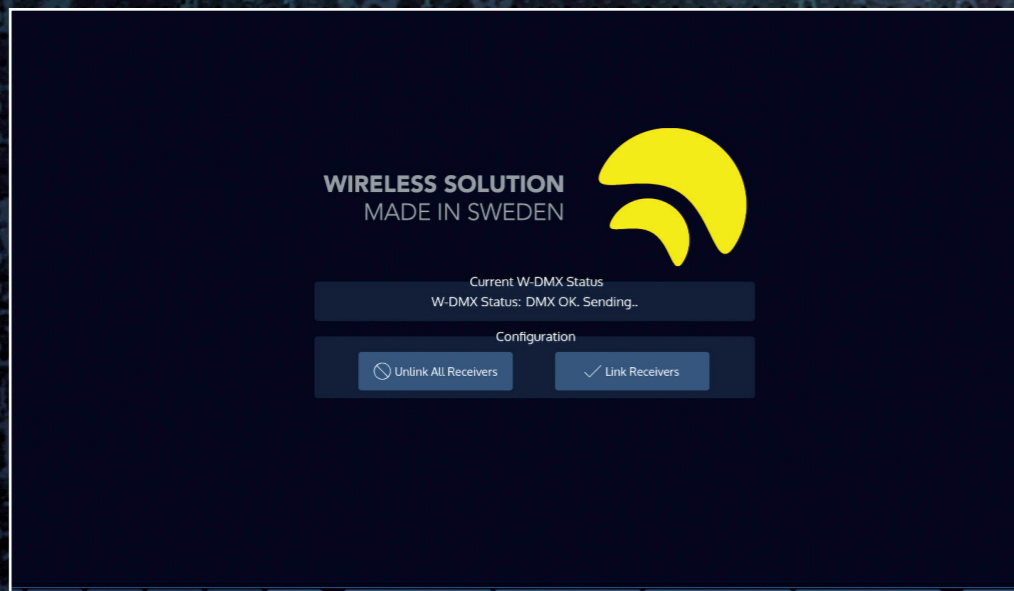 WIRELESS SOLUTION
MADE IN SWEDEN
Current W-DMX Status
W-DMX Status: DMX OK. Sending..
Configuration
Unlink All Receivers
Link Receivers